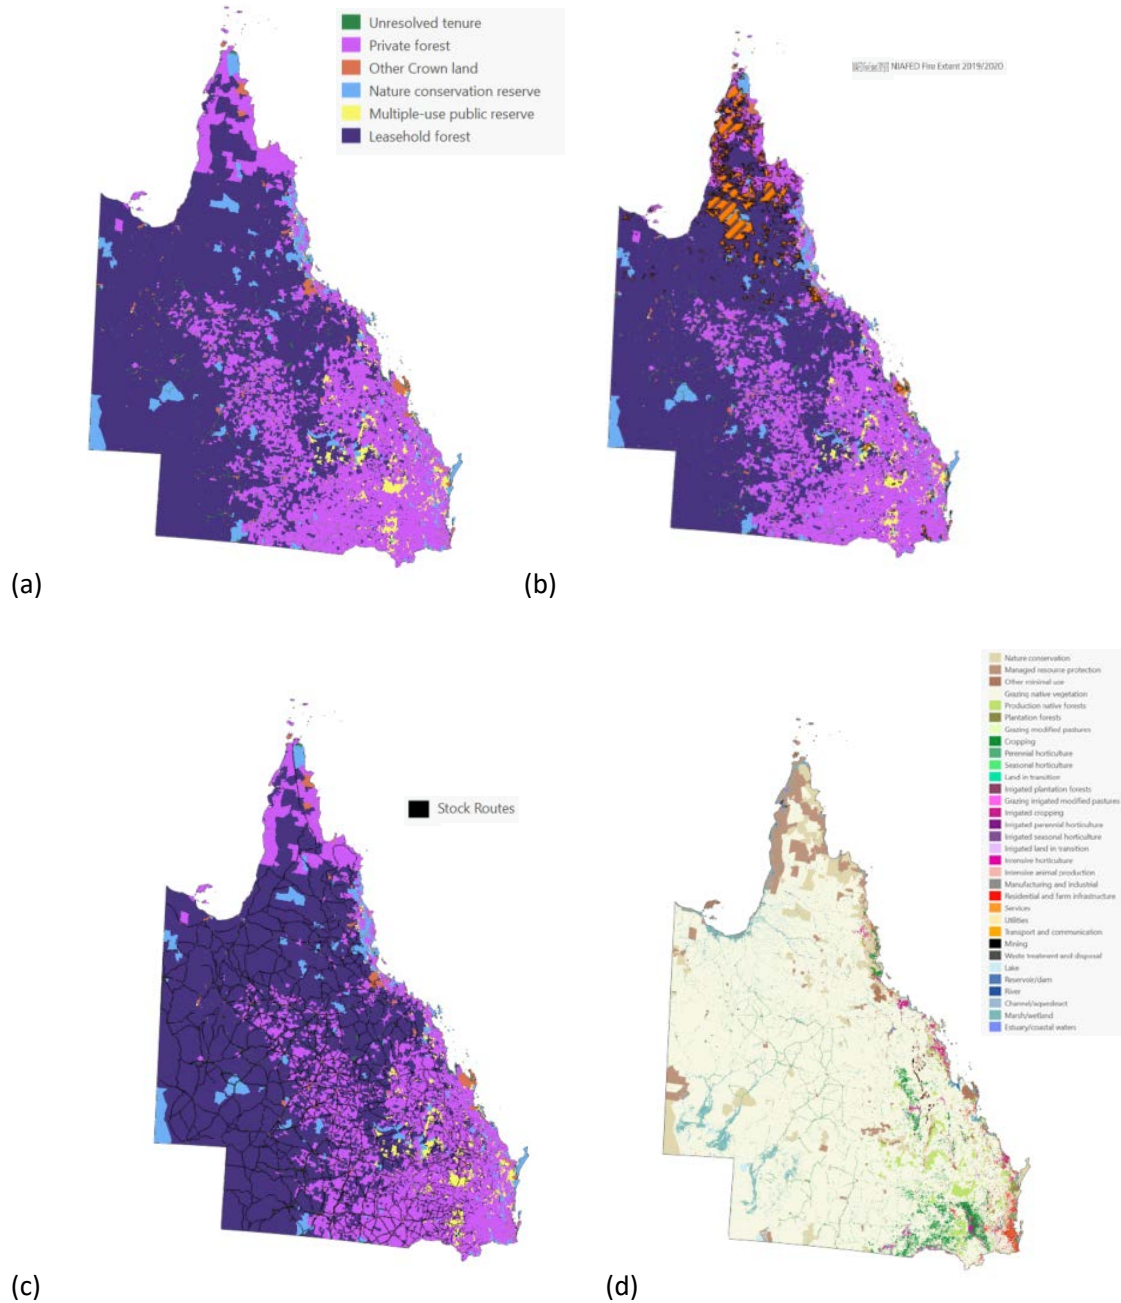 Unresolved tenure
Private forest
Other Crown land
Nature conservation reserve
Multiple-use public reserve
Leasehold forest
NIAFED Fire Extent 2019/2020
(a)
(b)
Stock Routes
Nature conservation
Managed resource protection
Other minimal use
Grazing native vegetation
Production native forests
Plantation forests
Grazing modified pastures
Cropping
Perennial horticulture
Seasonal horticulture
Land in transition
Irrigated plantation forests
Grazing irrigated modified pastures
Irrigated cropping
Irrigated perennial horticulture
Irrigated seasonal horticulture
Irrigated land in transition
Intensive horticulture
Intensive animal production
Manufacturing and industrial
Residential and farm infrastructure
Services
Utilities
Transport and communication
Mining
Waste treatment and disposal
Lake
Reservoir/dam
River
Channel/aqueduct
Marsh/wetland
Estuary/coastal waters
(c)
(d)